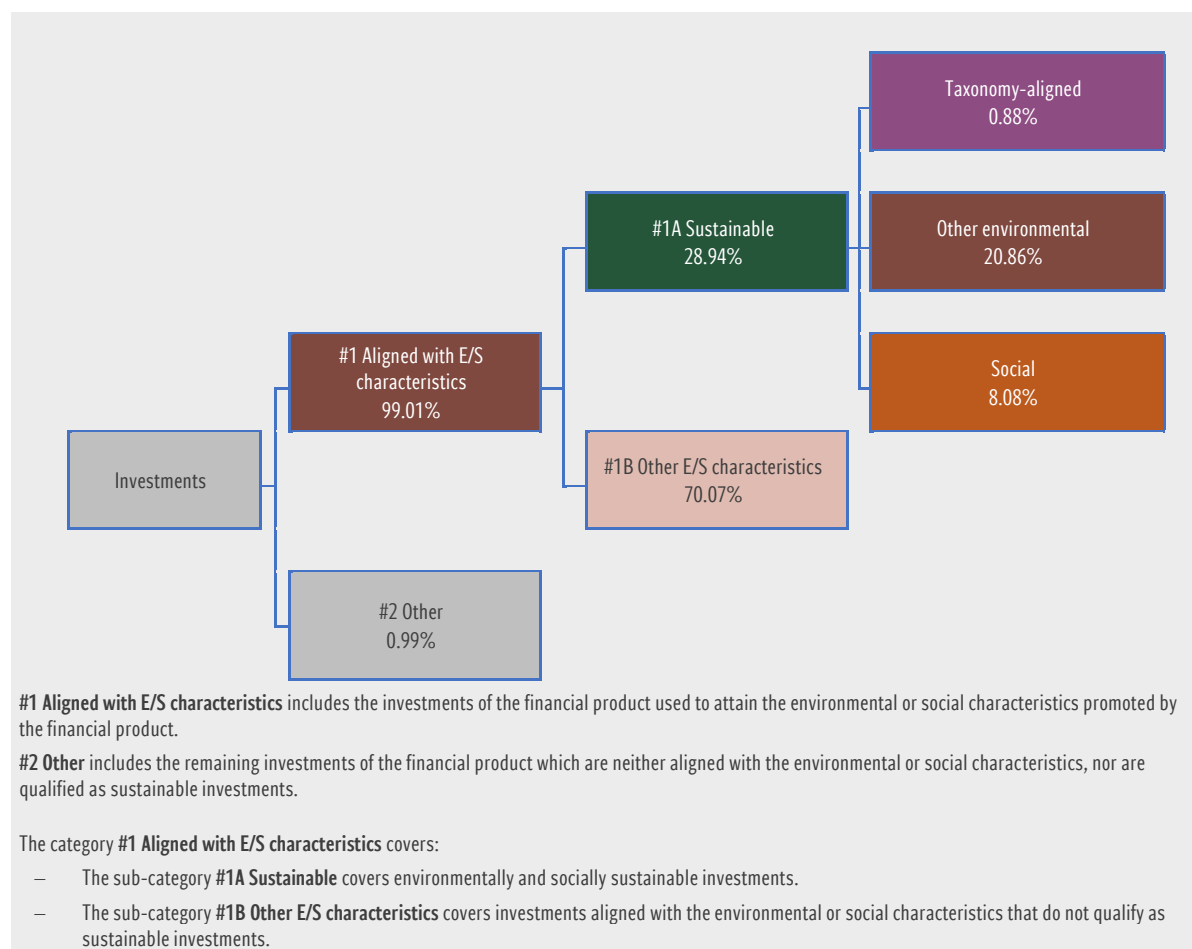 Taxonomy-aligned
0.88%
#1A Sustainable
28.94%
Other environmental
20.86%
#1 Aligned with E/S
characteristics
99.01%
Social
8.08%
Investments
#1B Other E/S characteristics
70.07%
#2 Other
0.99%
#1 Aligned with E/S characteristics includes the investments of the financial product used to attain the environmental or social characteristics promoted by
the financial product.
#2 Other includes the remaining investments of the financial product which are neither aligned with the environmental or social characteristics, nor are
qualified as sustainable investments.
The category #1 Aligned with E/S characteristics covers:
– The sub-category #1A Sustainable covers environmentally and socially sustainable investments.
– The sub-category #1B Other E/S characteristics covers investments aligned with the environmental or social characteristics that do not qualify as
sustainable investments.